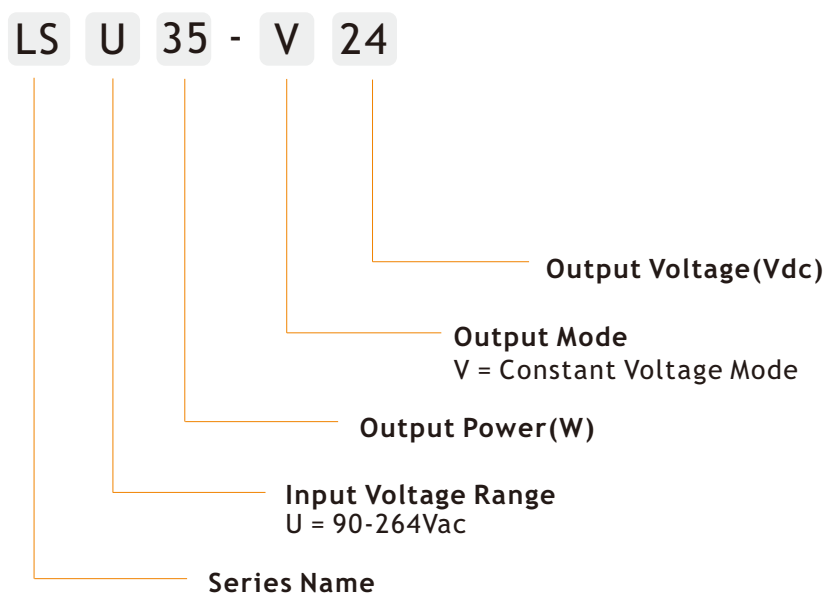 LS U 35 - V 24
Output Voltage(Vdc)
Output Mode
V = Constant Voltage Mode
Output Power(W)
Input Voltage Range
U = 90-264Vac
Series Name